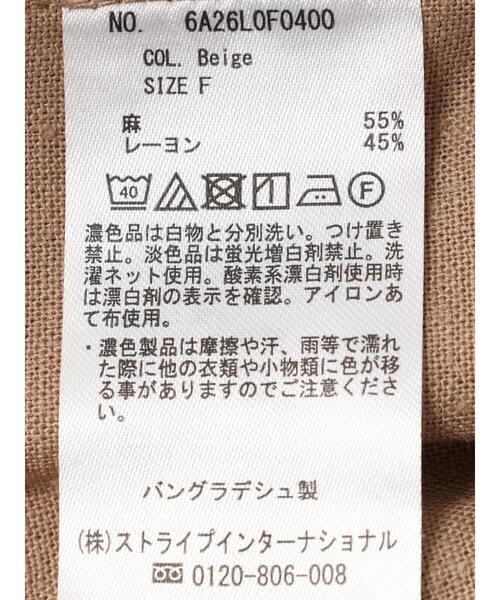 NO. 6A26L0F0400
COL. Beige
SIZE F
麻 55%
レーヨン 45%
40 F
濃色品は白物と分別洗い。つけ置き
禁止。淡色品は蛍光増白剤禁止。洗
濯ネット使用。酸素系漂白剤使用時
は漂白剤の表示を確認。アイロンあ
て布使用。
・濃色製品は摩擦や汗、雨等で濡れ
た際に他の衣類や小物類に色が移
る事がありますのでご注意くださ
い。
バングラデシュ製
(株)ストライプインターナショナル
0120-806-008